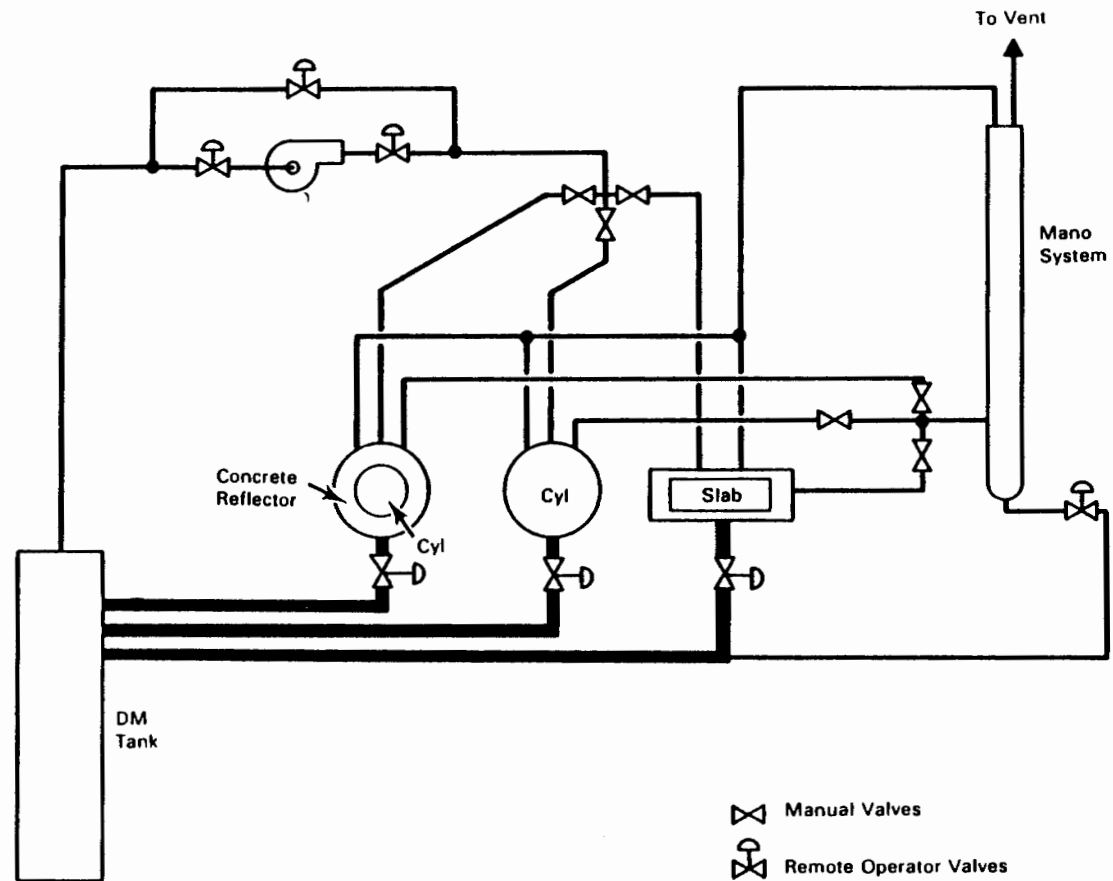 To Vent
Mano
System
Concrete
Reflector
Cyl
Cyl
Slab
DM
Tank
Manual Valves
Remote Operator Valves